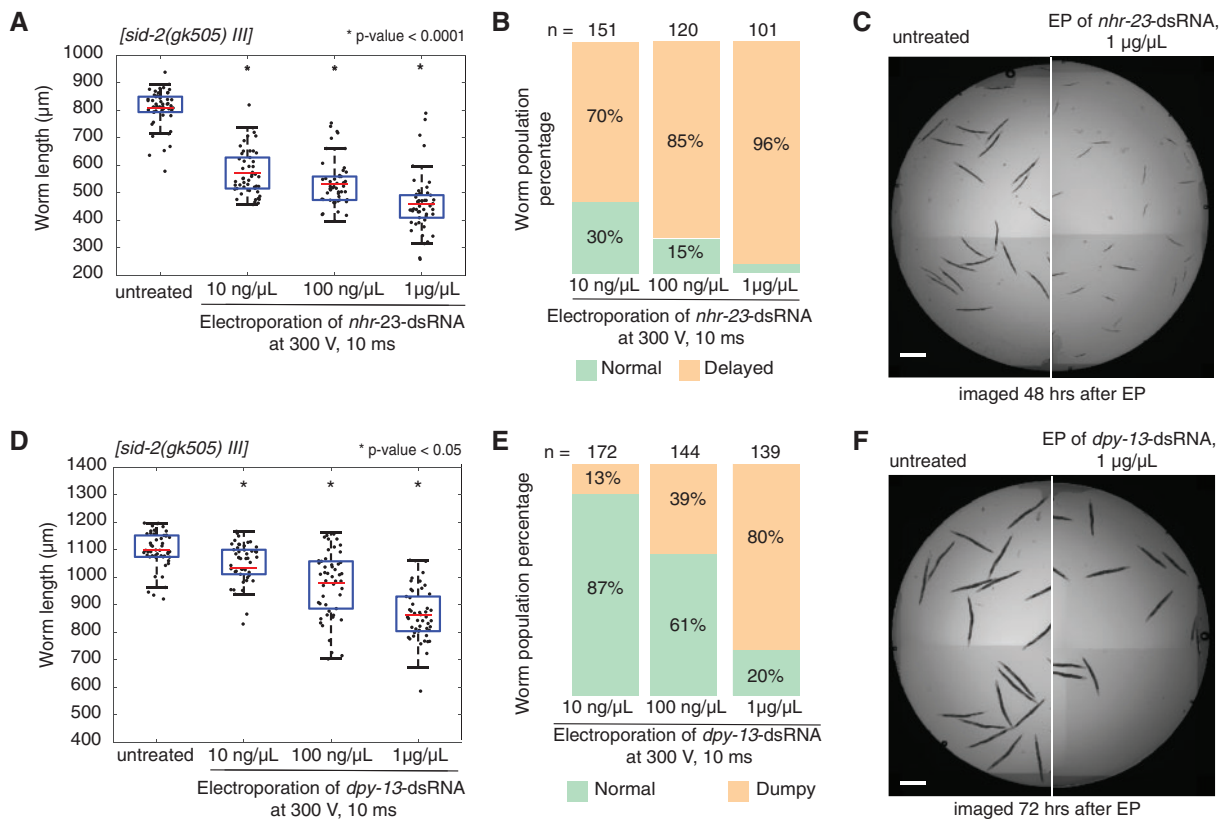 A
[sid-2(gk505) III]
* p-value < 0.0001
Worm length (µm)
1000
900
800
700
600
500
400
300
200
* * *
untreated 10 ng/µL 100 ng/µL 1µg/µL
Electroporation of nhr-23-dsRNA
at 300 V, 10 ms
B
n = 151 120 101
Worm population
percentage
70% 85% 96%
30% 15%
10 ng/µL 100 ng/µL 1µg/µL
Electroporation of nhr-23-dsRNA
at 300 V, 10 ms
Normal Delayed
C
untreated
EP of nhr-23-dsRNA,
1 µg/µL
imaged 48 hrs after EP
D
[sid-2(gk505) III]
* p-value < 0.05
Worm length (µm)
1400
1300
1200
1100
1000
900
800
700
600
500
400
* * *
untreated 10 ng/µL 100 ng/µL 1µg/µL
Electroporation of dpy-13-dsRNA
at 300 V, 10 ms
E
n = 172 144 139
Worm population percentage
13% 39% 80%
87% 61% 20%
10 ng/µL 100 ng/µL 1µg/µL
Electroporation of dpy-13-dsRNA
at 300 V, 10 ms
Normal Dumpy
F
untreated
EP of dpy-13-dsRNA,
1 µg/µL
imaged 72 hrs after EP